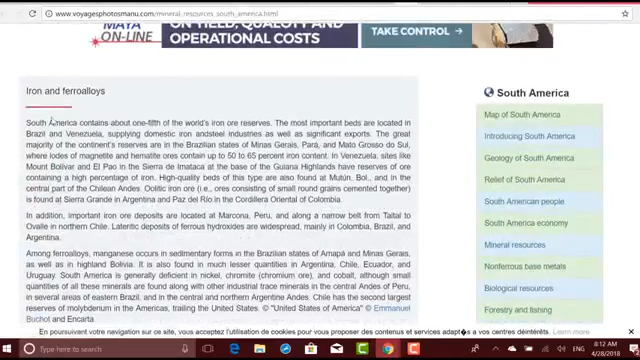 www.voyagesphotosmanu.com/mineral_resources_south_america.html
MAYA
ON-LINE
ON WELD, QUALITY AND
OPERATIONAL COSTS
TAKE CONTROL
Iron and ferroalloys
South America contains about one-fifth of the world's iron ore reserves. The most important beds are located in
Brazil and Venezuela, supplying domestic iron andsteel industries as well as significant exports. The great
majority of the continent's reserves are in the Brazilian states of Minas Gerais, Pará, and Mato Grosso do Sul,
where lodes of magnetite and hematite ores contain up to 50 to 65 percent iron content. In Venezuela, sites like
Mount Bolívar and El Pao in the Sierra de Imataca at the base of the Guiana Highlands have reserves of ore
containing a high percentage of iron. High-quality beds of this type are also found at Mutún, Bol., and in the
central part of the Chilean Andes. Oolitic iron ore (i.e., ores consisting of small round grains cemented together)
is found at Sierra Grande in Argentina and Paz del Río in the Cordillera Oriental of Colombia.
In addition, important iron ore deposits are located at Marcona, Peru, and along a narrow belt from Taltal to
Ovalle in northern Chile. Lateritic deposits of ferrous hydroxides are widespread, mainly in Colombia, Brazil, and
Argentina.
Among ferroalloys, manganese occurs in sedimentary forms in the Brazilian states of Amapá and Minas Gerais,
as well as in highland Bolivia. It is also found in much lesser quantities in Argentina, Chile, Ecuador, and
Uruguay. South America is generally deficient in nickel, chromite (chromium ore), and cobalt, although small
quantities of all these minerals are found along with other industrial trace minerals in the central Andes of Peru,
in several areas of eastern Brazil, and in the central and northern Argentine Andes. Chile has the second largest
reserves of molybdenum in the Americas, trailing the United States. © "United States of America" © Emmanuel
Buchot and Encarta
South America
Map of South America
Introducing South America
Geology of South America
Relief of South America
South American people
South America economy
Mineral resources
Nonferrous base metals
Biological resources
Forestry and fishing
En poursuivant votre navigation sur ce site, vous acceptez l'utilisation de cookies pour vous proposer des contenus et services adapt�s � vos centres déintérêts. Learn more
Type here to search
8:12 AM
4/28/2018